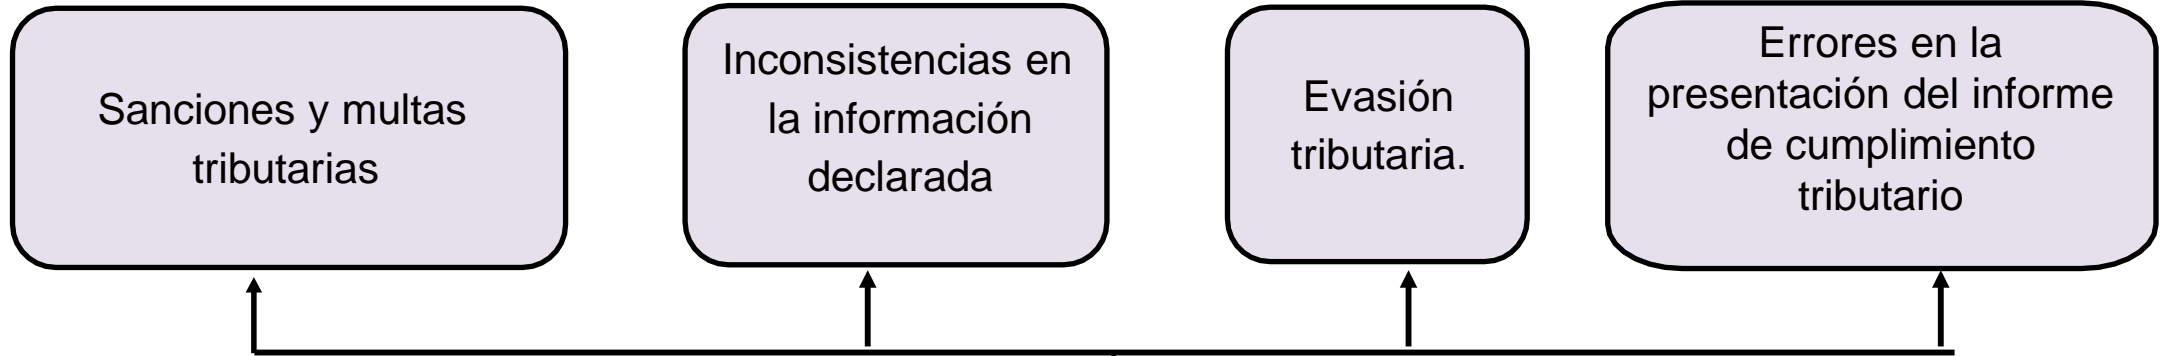 Sanciones y multas
tributarias
Inconsistencias en
la información
declarada
Evasión
tributaria.
Errores en la
presentación del informe
de cumplimiento
tributario